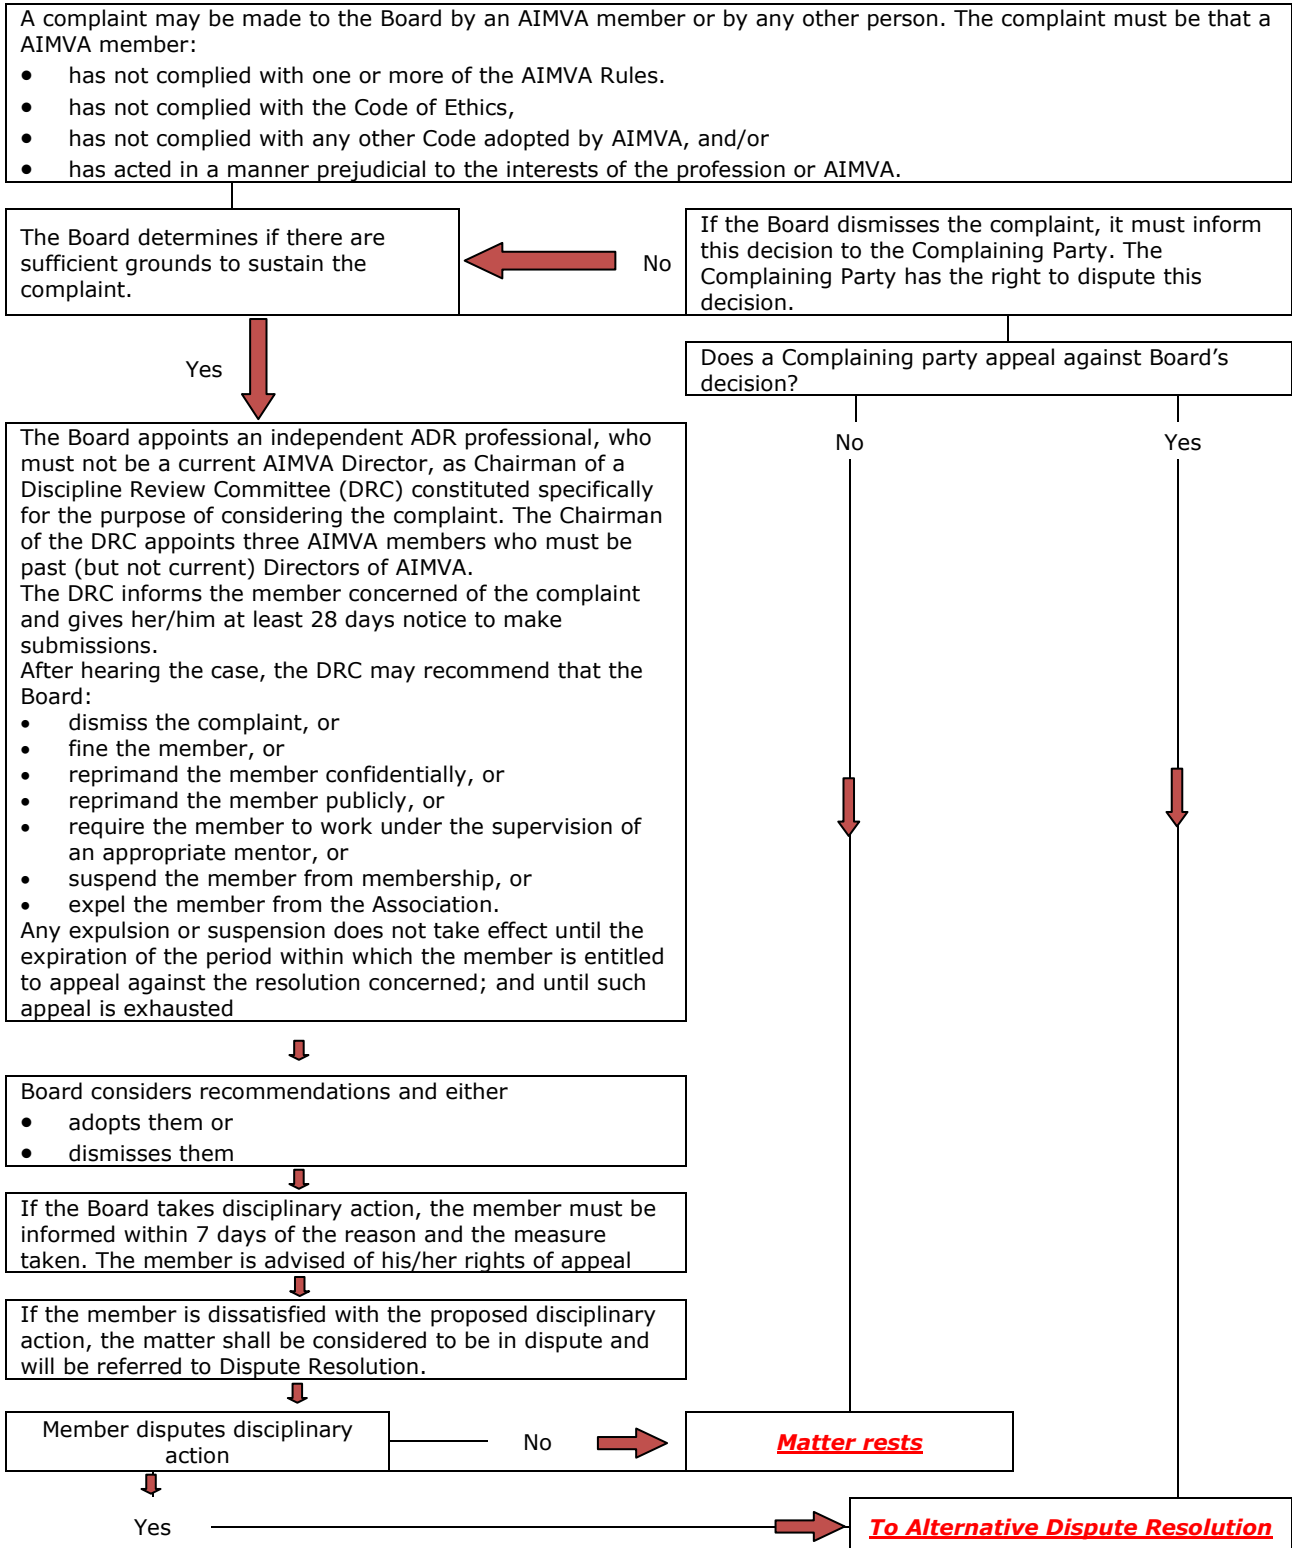 A complaint may be made to the Board by an AIMVA member or by any other person. The complaint must be that a
AIMVA member:
• has not complied with one or more of the AIMVA Rules.
• has not complied with the Code of Ethics,
• has not complied with any other Code adopted by AIMVA, and/or
• has acted in a manner prejudicial to the interests of the profession or AIMVA.
The Board determines if there are
sufficient grounds to sustain the
complaint.
No
If the Board dismisses the complaint, it must inform
this decision to the Complaining Party. The
Complaining Party has the right to dispute this
decision.
Yes
Does a Complaining party appeal against Board's
decision?
No
Yes
The Board appoints an independent ADR professional, who
must not be a current AIMVA Director, as Chairman of a
Discipline Review Committee (DRC) constituted specifically
for the purpose of considering the complaint. The Chairman
of the DRC appoints three AIMVA members who must be
past (but not current) Directors of AIMVA.
The DRC informs the member concerned of the complaint
and gives her/him at least 28 days notice to make
submissions.
After hearing the case, the DRC may recommend that the
Board:
• dismiss the complaint, or
• fine the member, or
• reprimand the member confidentially, or
• reprimand the member publicly, or
• require the member to work under the supervision of
an appropriate mentor, or
• suspend the member from membership, or
• expel the member from the Association.
Any expulsion or suspension does not take effect until the
expiration of the period within which the member is entitled
to appeal against the resolution concerned; and until such
appeal is exhausted
Board considers recommendations and either
• adopts them or
• dismisses them
If the Board takes disciplinary action, the member must be
informed within 7 days of the reason and the measure
taken. The member is advised of his/her rights of appeal
If the member is dissatisfied with the proposed disciplinary
action, the matter shall be considered to be in dispute and
will be referred to Dispute Resolution.
Member disputes disciplinary
action
No
Matter rests
Yes
To Alternative Dispute Resolution